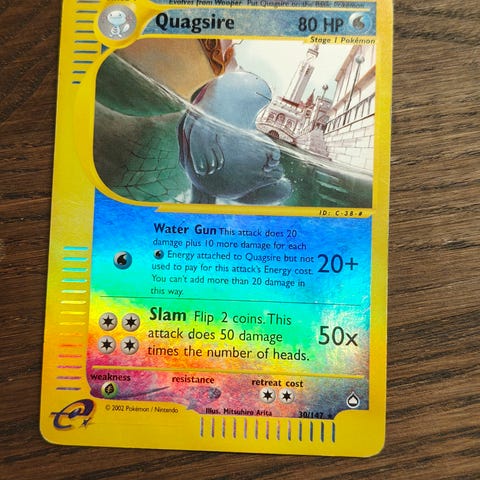 Evolves from Wooper Put Quagsire on the Basic Pokémon
Quagsire 80 HP
Stage 1 Pokémon
ID: C-38-#
Water Gun This attack does 20
damage plus 10 more damage for each
Energy attached to Quagsire but not
used to pay for this attack's Energy cost.
You can't add more than 20 damage in
this way.
20+
Slam Flip 2 coins. This
attack does 50 damage
times the number of heads.
50x
weakness resistance retreat cost
e
© 2002 Pokémon / Nintendo
Illus. Mitsuhiro Arita
30/147 ★